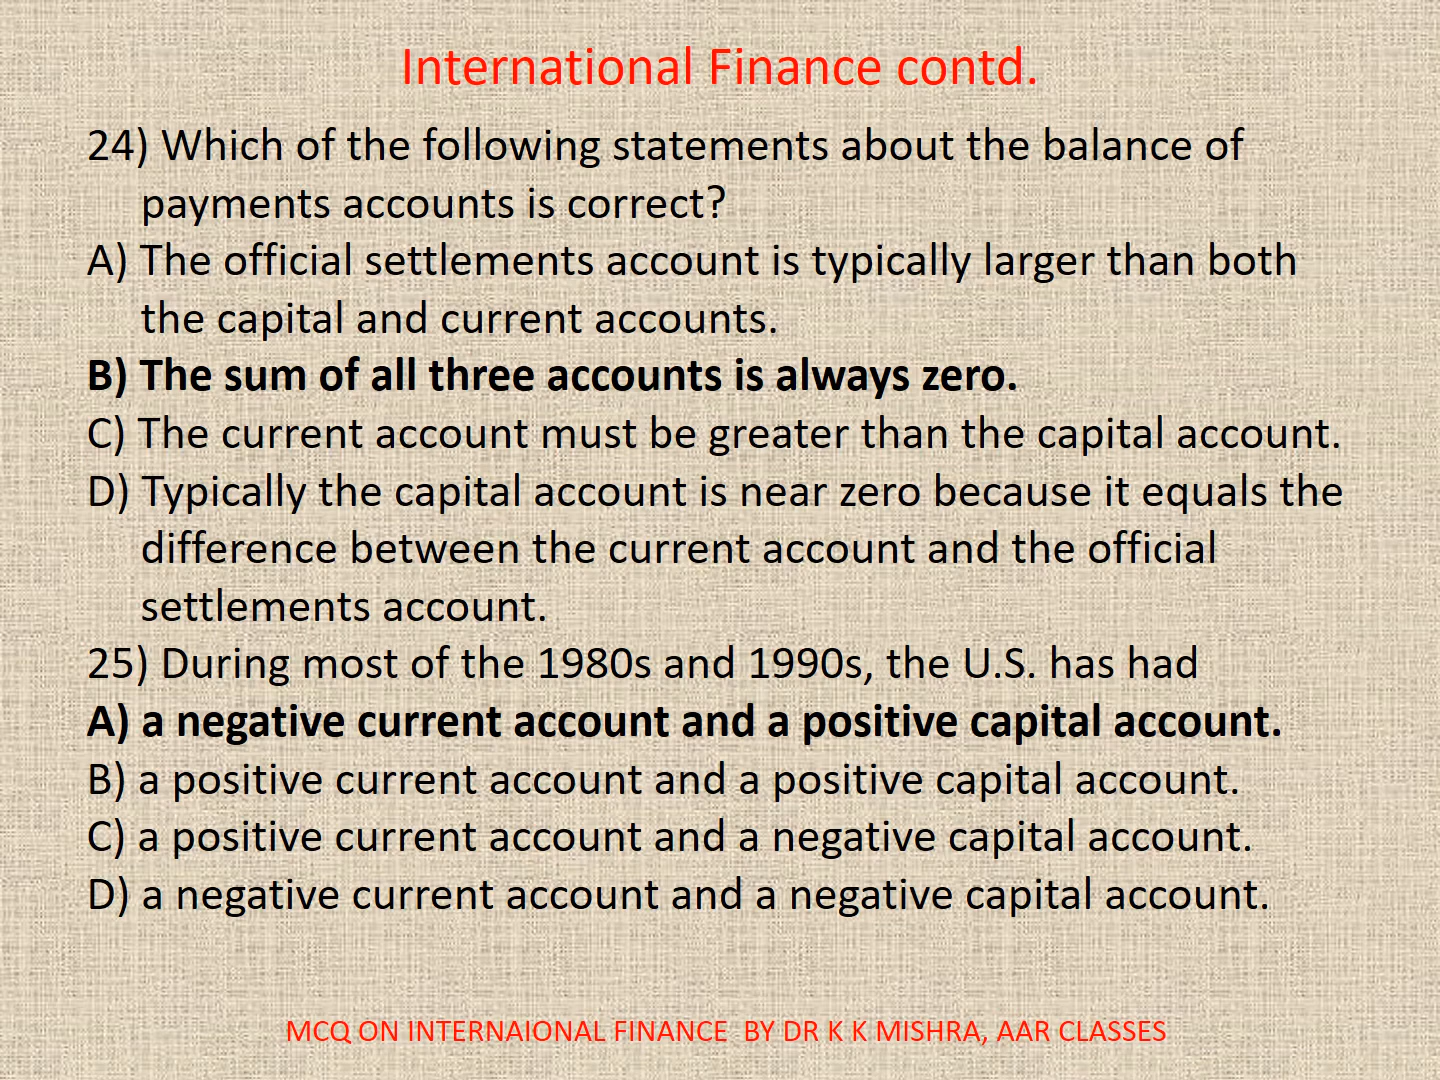 International Finance contd.
24) Which of the following statements about the balance of
payments accounts is correct?
A) The official settlements account is typically larger than both
the capital and current accounts.
B) The sum of all three accounts is always zero.
C) The current account must be greater than the capital account.
D) Typically the capital account is near zero because it equals the
difference between the current account and the official
settlements account.
25) During most of the 1980s and 1990s, the U.S. has had
A) a negative current account and a positive capital account.
B) a positive current account and a positive capital account.
C) a positive current account and a negative capital account.
D) a negative current account and a negative capital account.
MCQ ON INTERNAIONAL FINANCE BY DR K K MISHRA, AAR CLASSES